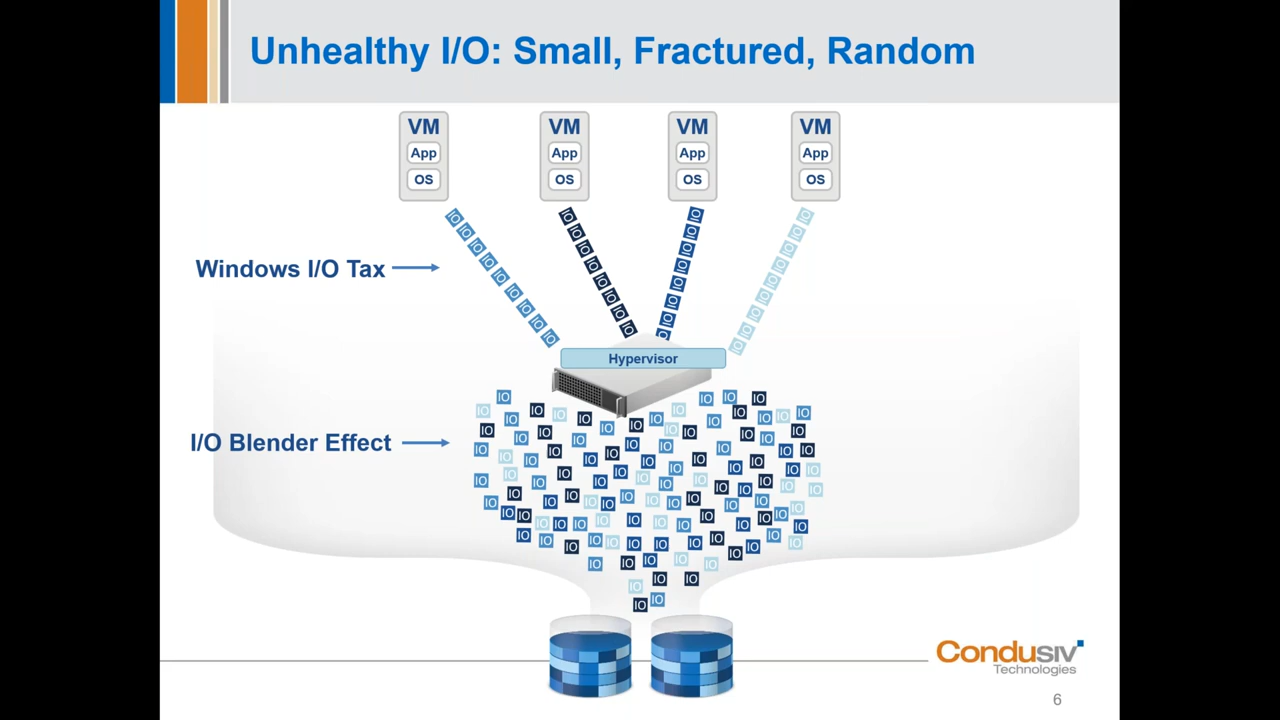 Unhealthy I/O: Small, Fractured, Random
VM VM VM VM
App App App App
OS OS OS OS
Windows I/O Tax
Hypervisor
I/O Blender Effect
IO
Condusiv
Technologies
6